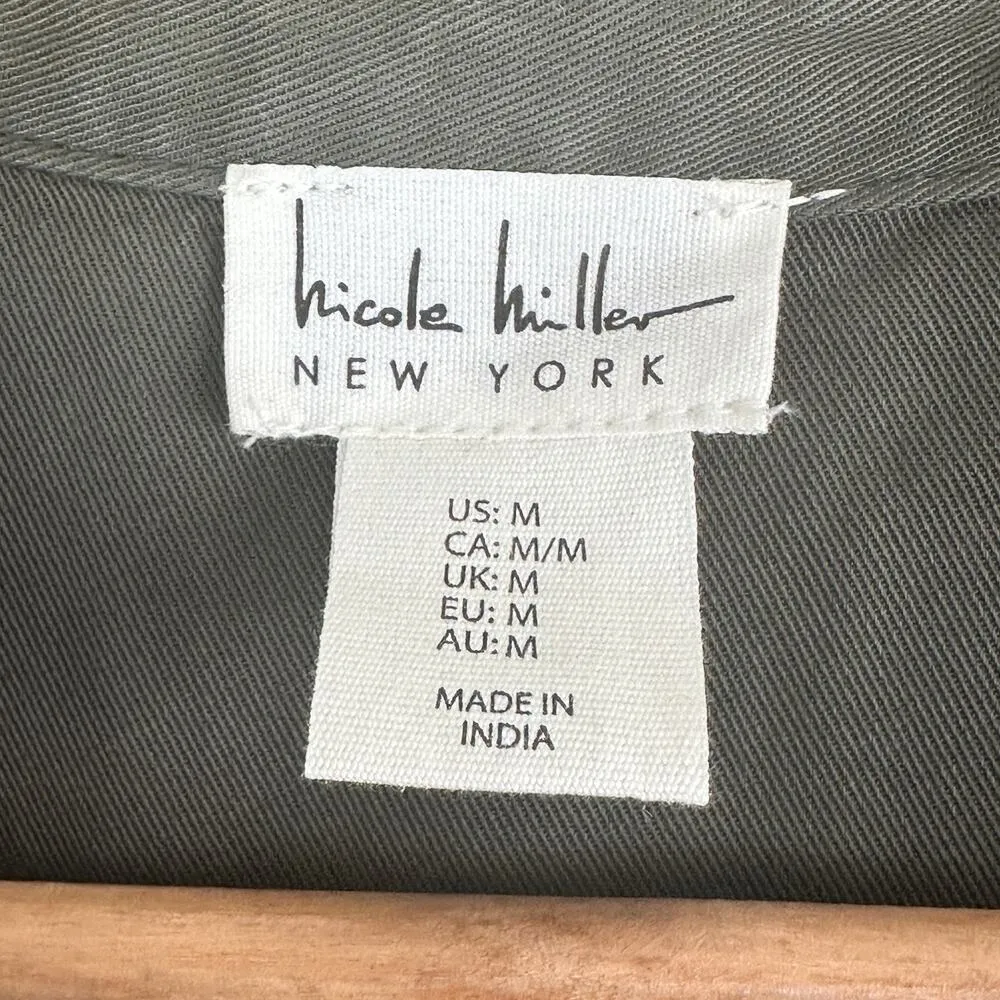 Nicole Miller
NEW YORK
US: M
CA: M/M
UK: M
EU: M
AU: M
MADE IN
INDIA